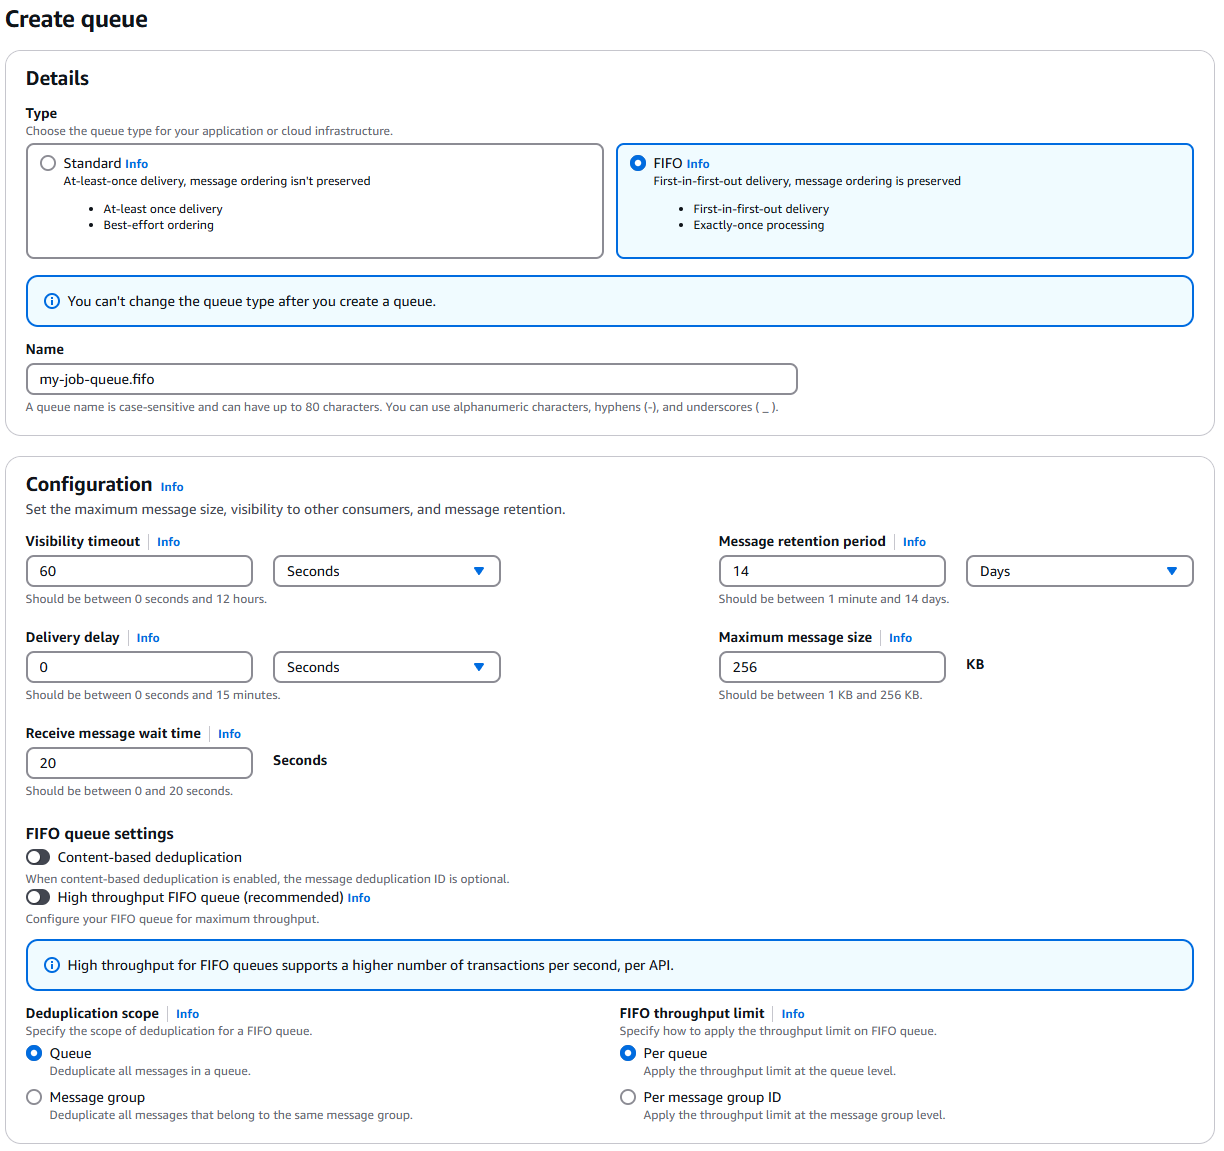 Create queue
Details
Type
Choose the queue type for your application or cloud infrastructure.
Standard Info
At-least-once delivery, message ordering isn't preserved
• At-least once delivery
• Best-effort ordering
FIFO Info
First-in-first-out delivery, message ordering is preserved
• First-in-first-out delivery
• Exactly-once processing
You can't change the queue type after you create a queue.
Name
my-job-queue.fifo
A queue name is case-sensitive and can have up to 80 characters. You can use alphanumeric characters, hyphens (-), and underscores ( _ ).
Configuration Info
Set the maximum message size, visibility to other consumers, and message retention.
Visibility timeout Info
60 Seconds
Should be between 0 seconds and 12 hours.
Message retention period Info
14 Days
Should be between 1 minute and 14 days.
Delivery delay Info
0 Seconds
Should be between 0 seconds and 15 minutes.
Maximum message size Info
256 KB
Should be between 1 KB and 256 KB.
Receive message wait time Info
20 Seconds
Should be between 0 and 20 seconds.
FIFO queue settings
Content-based deduplication
When content-based deduplication is enabled, the message deduplication ID is optional.
High throughput FIFO queue (recommended) Info
Configure your FIFO queue for maximum throughput.
High throughput for FIFO queues supports a higher number of transactions per second, per API.
Deduplication scope Info
Specify the scope of deduplication for a FIFO queue.
Queue
Deduplicate all messages in a queue.
Message group
Deduplicate all messages that belong to the same message group.
FIFO throughput limit Info
Specify how to apply the throughput limit on FIFO queue.
Per queue
Apply the throughput limit at the queue level.
Per message group ID
Apply the throughput limit at the message group level.